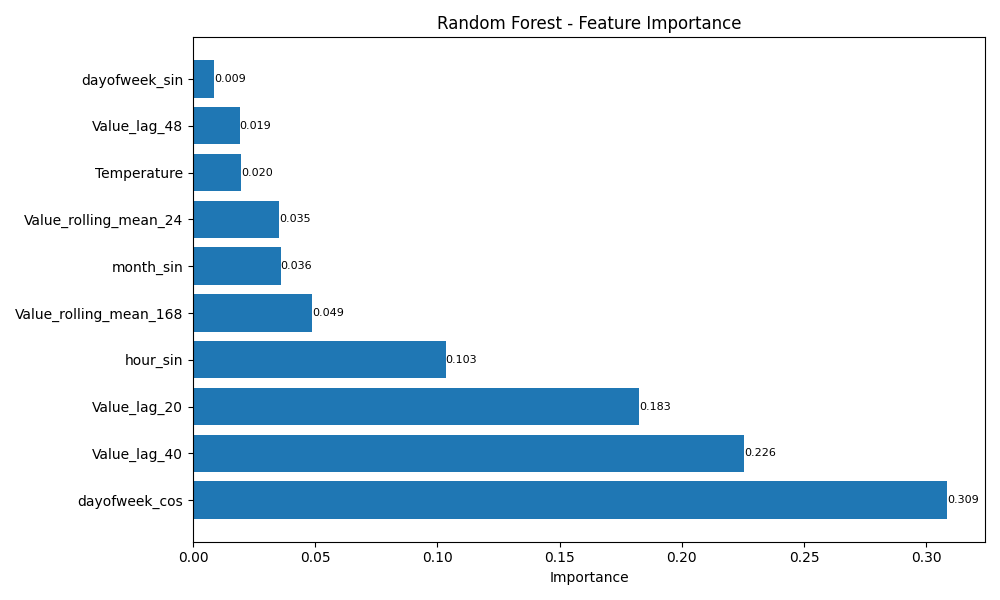 Random Forest - Feature Importance
dayofweek_sin 0.009
Value_lag_48 0.019
Temperature 0.020
Value_rolling_mean_24 0.035
month_sin 0.036
Value_rolling_mean_168 0.049
hour_sin 0.103
Value_lag_20 0.183
Value_lag_40 0.226
dayofweek_cos 0.309
0.00 0.05 0.10 0.15 0.20 0.25 0.30
Importance